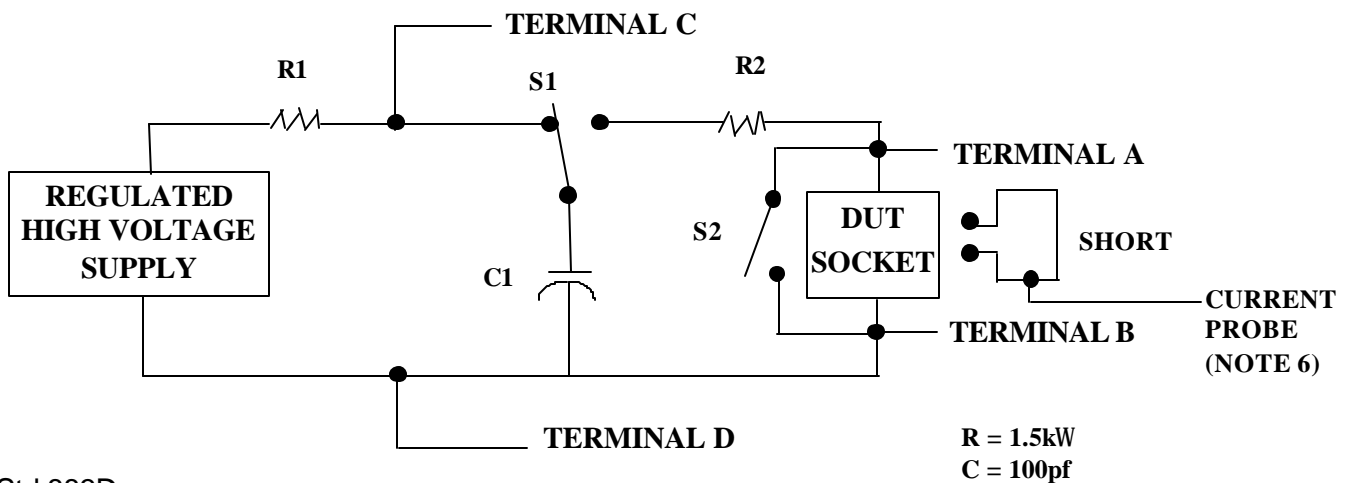 TERMINAL C
R1
S1
R2
TERMINAL A
REGULATED
HIGH VOLTAGE
SUPPLY
DUT
SOCKET
S2
SHORT
C1
CURRENT
PROBE
(NOTE 6)
TERMINAL B
TERMINAL D
R = 1.5kW
C = 100pf